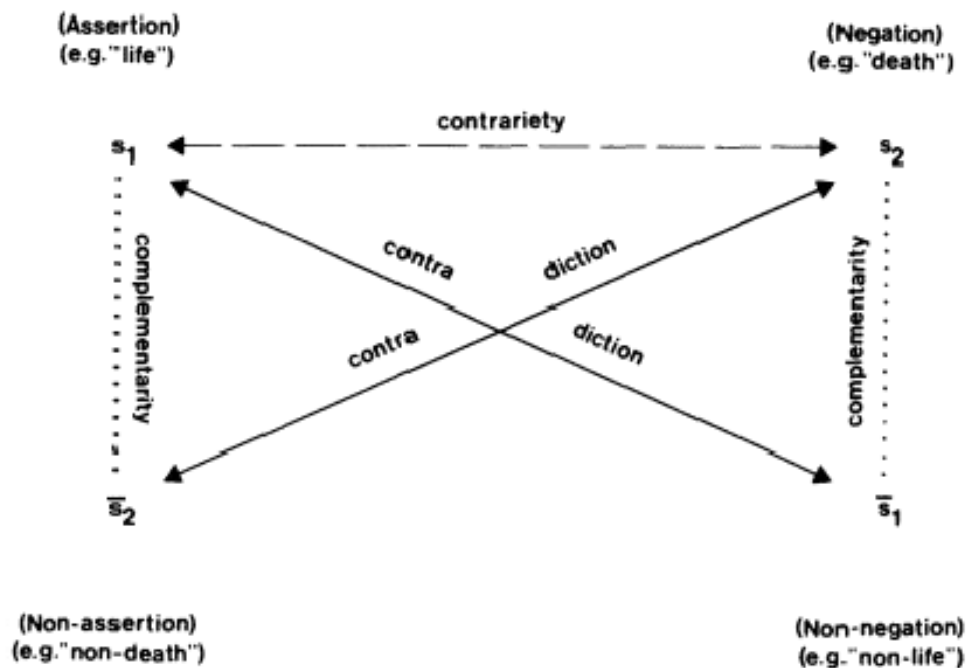 (Assertion)
(e.g."life")
(Negation)
(e.g."death")
contrariety
s₁
s₂
complementarity
contra
diction
contra
diction
complementarity
s̅₂
s̅₁
(Non-assertion)
(e.g."non-death")
(Non-negation)
(e.g."non-life")